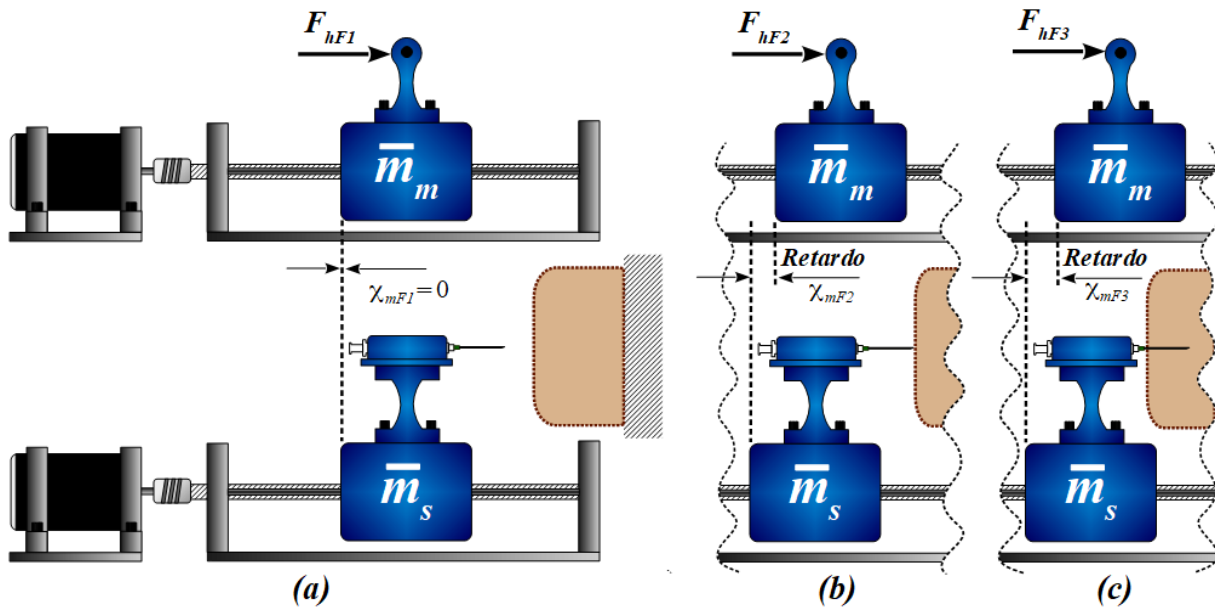 F_hF1
F_hF2
F_hF3
m̅_m
m̅_m
m̅_m
χ_mF1=0
Retardo
χ_mF2
Retardo
χ_mF3
m̅_s
m̅_s
m̅_s
(a)
(b)
(c)